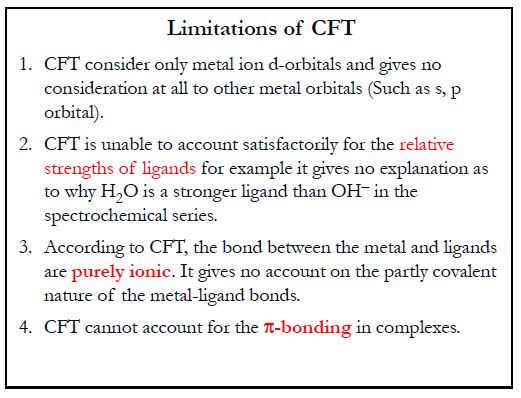 Limitations of CFT
1. CFT consider only metal ion d-orbitals and gives no
consideration at all to other metal orbitals (Such as s, p
orbital).
2. CFT is unable to account satisfactorily for the relative
strengths of ligands for example it gives no explanation as
to why H₂O is a stronger ligand than OH⁻ in the
spectrochemical series.
3. According to CFT, the bond between the metal and ligands
are purely ionic. It gives no account on the partly covalent
nature of the metal-ligand bonds.
4. CFT cannot account for the π-bonding in complexes.